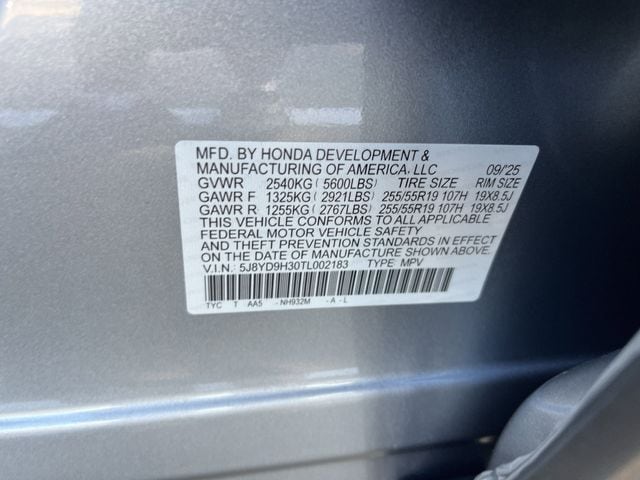 MFD. BY HONDA DEVELOPMENT &
MANUFACTURING OF AMERICA, LLC 09/'25
GVWR 2540KG(5600LBS) TIRE SIZE RIM SIZE
GAWR F 1325KG(2921LBS) 255/55R19 107H 19X8.5J
GAWR R 1255KG(2767LBS) 255/55R19 107H 19X8.5J
THIS VEHICLE CONFORMS TO ALL APPLICABLE
FEDERAL MOTOR VEHICLE SAFETY
AND THEFT PREVENTION STANDARDS IN EFFECT
ON THE DATE OF MANUFACTURE SHOWN ABOVE.
V.I.N.: 5J8YD9H30TL002183 TYPE: MPV
TYC T AA5 -NH932M -A-L